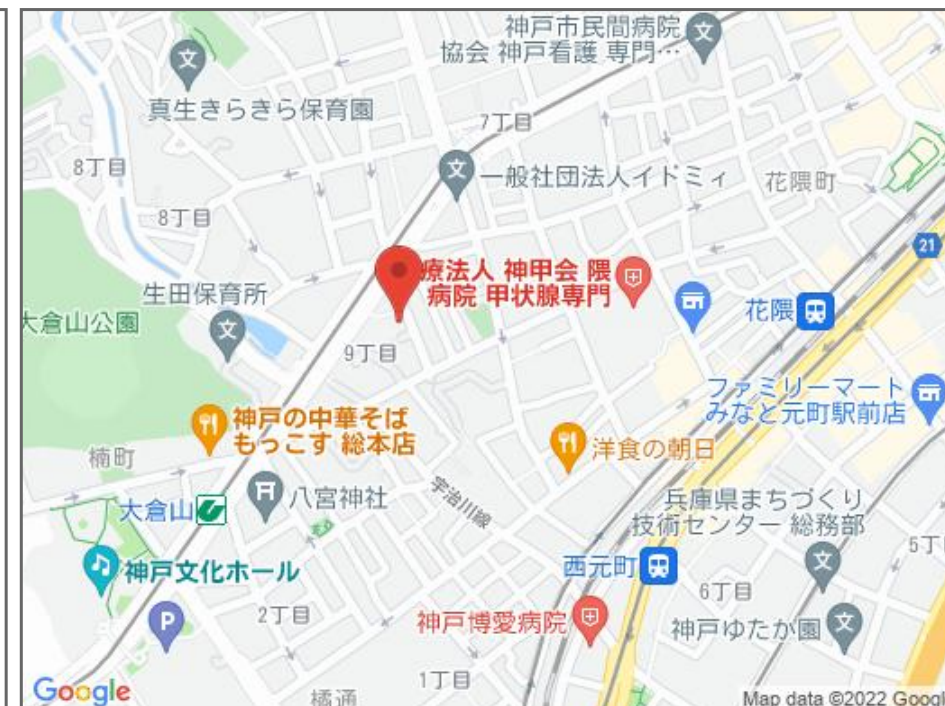 神戸市民間病院
協会 神戸看護 専門…
文
文
真生きらきら保育園
7丁目
8丁目
文
一般社団法人イドミィ
花隈町
8丁目
21
療法人 神甲会 隈
病院 甲状腺専門
生田保育所
花隈
大倉山公園
文
9丁目
ファミリーマート
みなと元町駅前店
神戸の中華そば
もっこす 総本店
洋食の朝日
楠町
宇治川線
八宮神社
大倉山
兵庫県まちづくり
技術センター 総務部
5丁
西元町
文
神戸文化ホール
6丁目
2丁目
P
神戸博愛病院
神戸ゆたか園
文
1丁目
Google
橘通
Map data ©2022 Googl